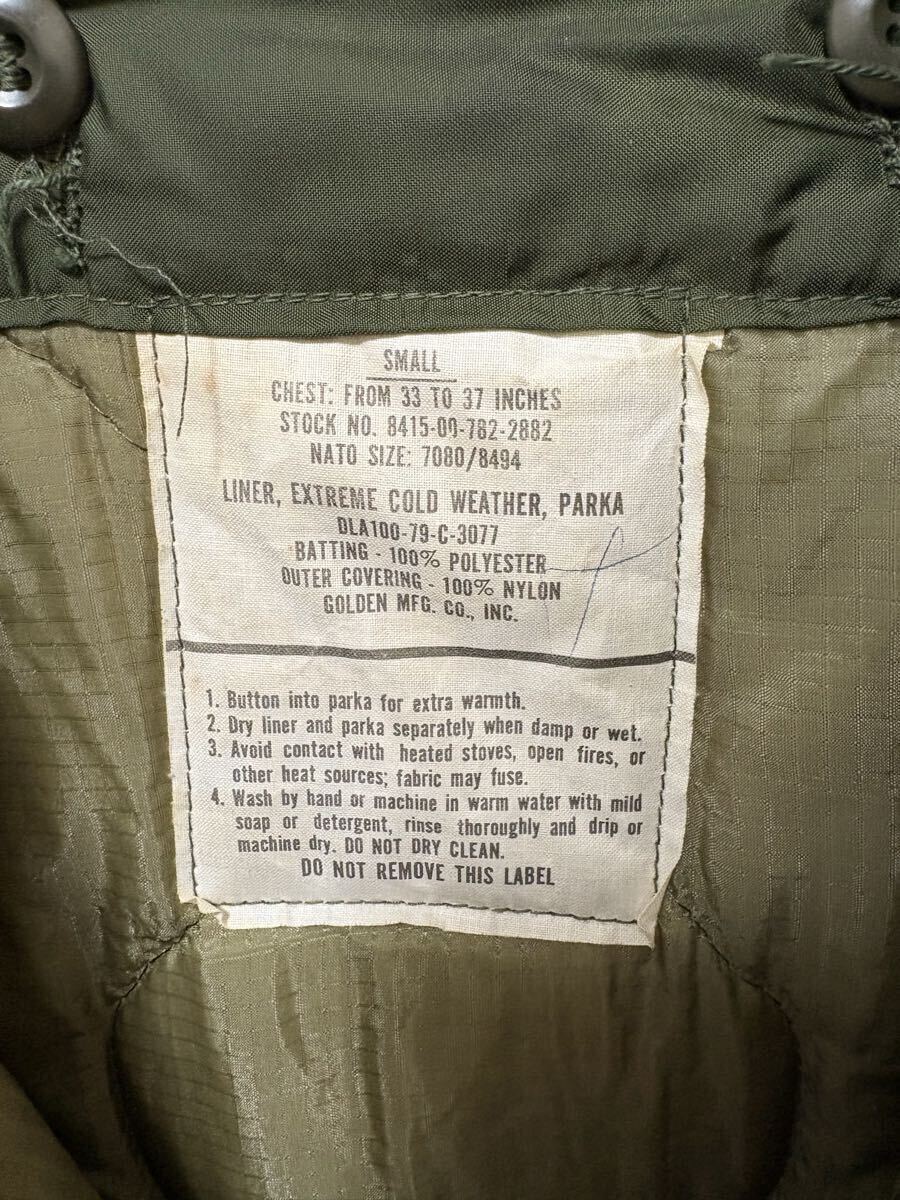 SMALL
CHEST: FROM 33 TO 37 INCHES
STOCK NO. 8415-00-782-2882
NATO SIZE: 7080/8494
LINER, EXTREME COLD WEATHER, PARKA
DLA100-79-C-3077
BATTING - 100% POLYESTER
OUTER COVERING - 100% NYLON
GOLDEN MFG. CO., INC.
1. Button into parka for extra warmth.
2. Dry liner and parka separately when damp or wet.
3. Avoid contact with heated stoves, open fires, or
other heat sources; fabric may fuse.
4. Wash by hand or machine in warm water with mild
soap or detergent, rinse thoroughly and drip or
machine dry. DO NOT DRY CLEAN.
DO NOT REMOVE THIS LABEL